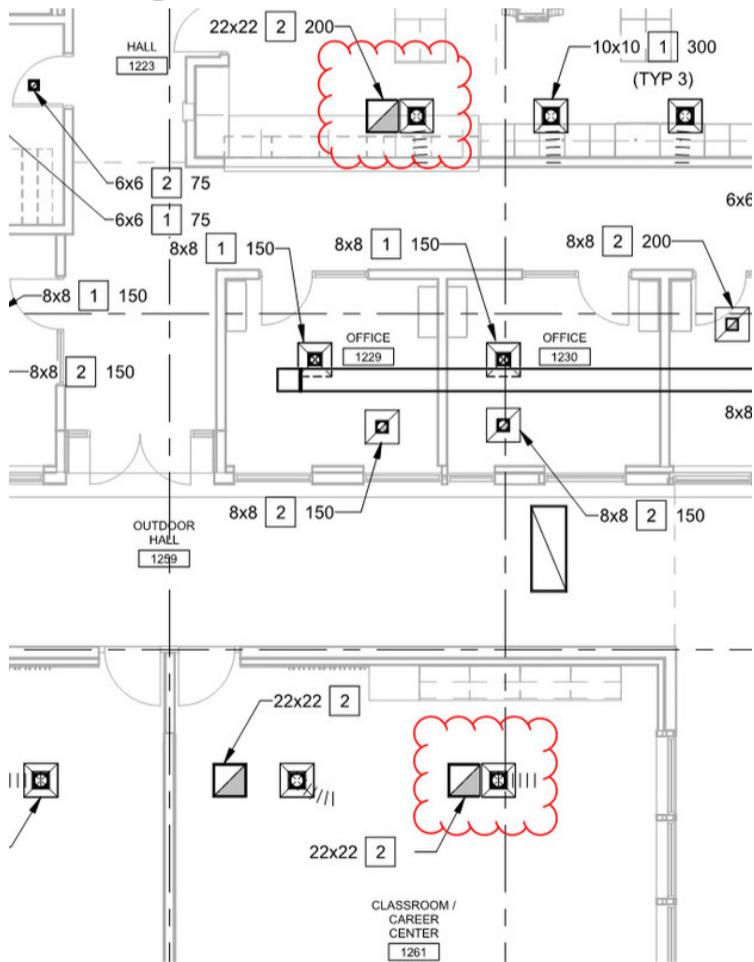 22x22 2 200
10x10 1 300
(TYP 3)
HALL
1223
6x6 2 75
6x6 1 75
6x6
8x8 1 150
8x8 1 150
8x8 2 200
8x8 1 150
OFFICE
1229
OFFICE
1230
8x8 2 150
8x8
8x8 2 150
8x8 2 150
OUTDOOR
HALL
1259
22x22 2
22x22 2
CLASSROOM /
CAREER
CENTER
1261